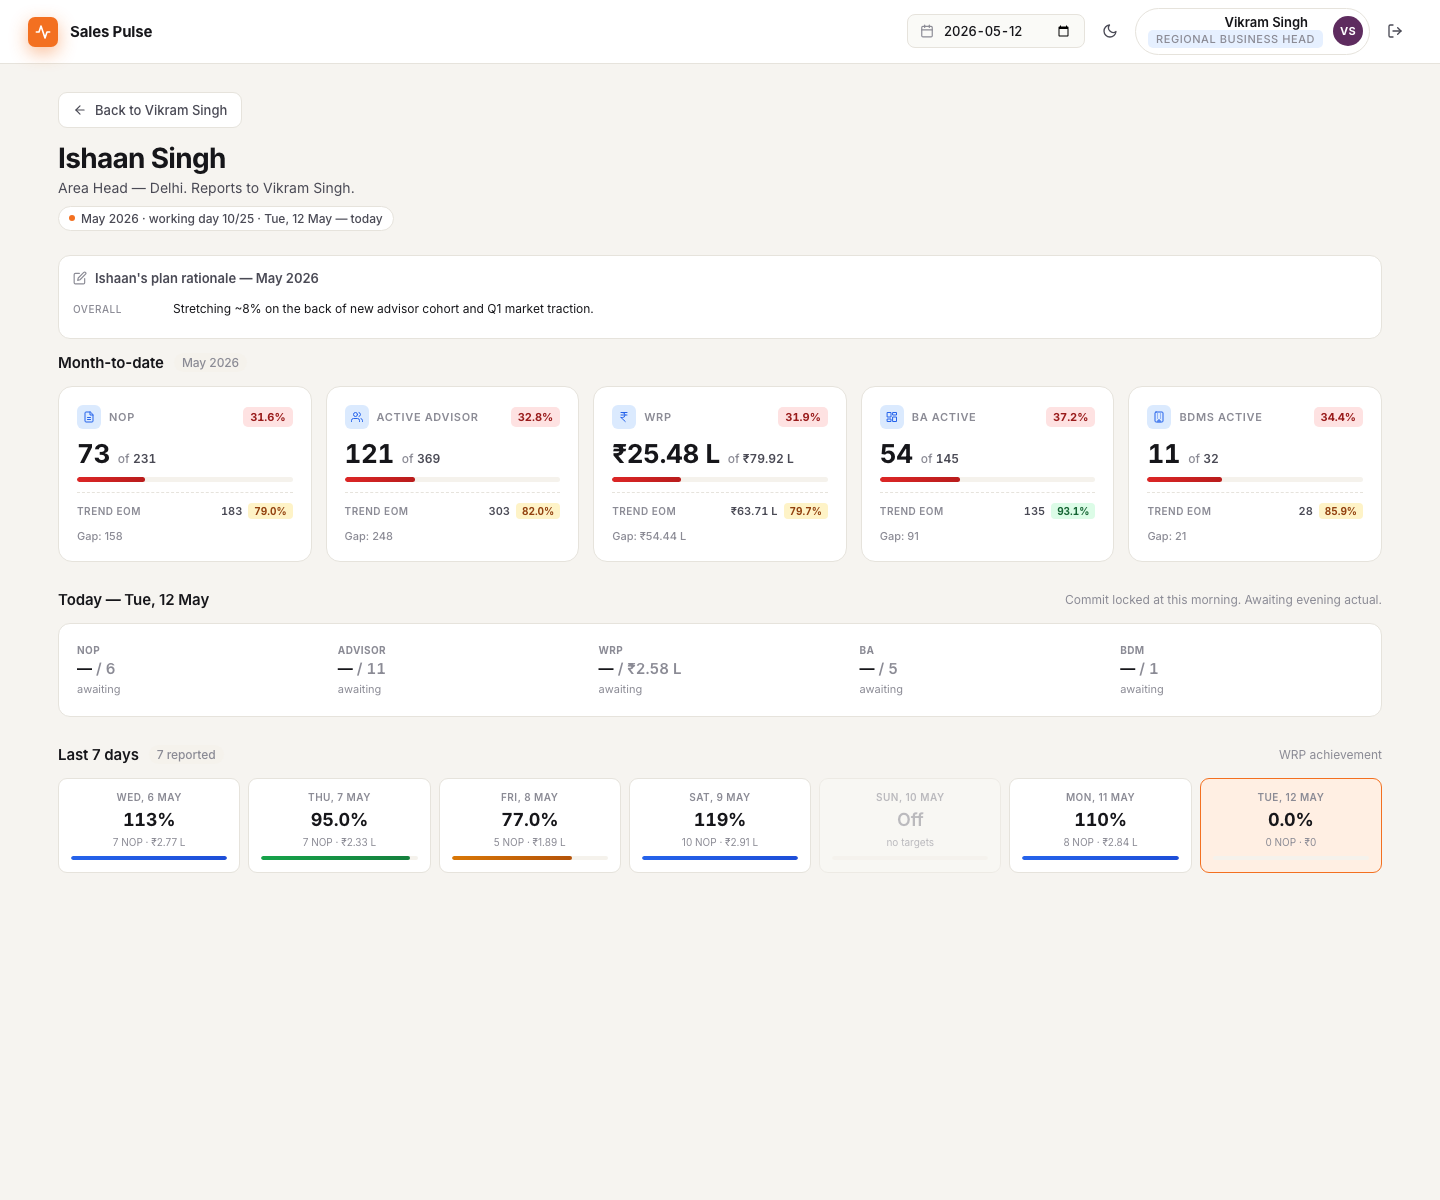 Sales Pulse
2026-05-12
Vikram Singh
REGIONAL BUSINESS HEAD
VS
Back to Vikram Singh
Ishaan Singh
Area Head — Delhi. Reports to Vikram Singh.
May 2026 · working day 10/25 · Tue, 12 May — today
Ishaan's plan rationale — May 2026
OVERALL Stretching ~8% on the back of new advisor cohort and Q1 market traction.
Month-to-date May 2026
NOP 31.6%
73 of 231
TREND EOM 183 79.0%
Gap: 158
ACTIVE ADVISOR 32.8%
121 of 369
TREND EOM 303 82.0%
Gap: 248
WRP 31.9%
₹25.48 L of ₹79.92 L
TREND EOM ₹63.71 L 79.7%
Gap: ₹54.44 L
BA ACTIVE 37.2%
54 of 145
TREND EOM 135 93.1%
Gap: 91
BDMS ACTIVE 34.4%
11 of 32
TREND EOM 28 85.9%
Gap: 21
Today — Tue, 12 May
Commit locked at this morning. Awaiting evening actual.
NOP
— / 6
awaiting
ADVISOR
— / 11
awaiting
WRP
— / ₹2.58 L
awaiting
BA
— / 5
awaiting
BDM
— / 1
awaiting
Last 7 days 7 reported
WRP achievement
WED, 6 MAY
113%
7 NOP · ₹2.77 L
THU, 7 MAY
95.0%
7 NOP · ₹2.33 L
FRI, 8 MAY
77.0%
5 NOP · ₹1.89 L
SAT, 9 MAY
119%
10 NOP · ₹2.91 L
SUN, 10 MAY
Off
no targets
MON, 11 MAY
110%
8 NOP · ₹2.84 L
TUE, 12 MAY
0.0%
0 NOP · ₹0